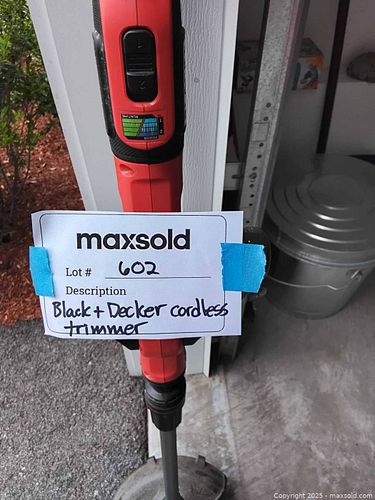 maxsold
Lot # 602
Description
Black + Decker cordless
trimmer
Copyright 2025 - maxsold.com